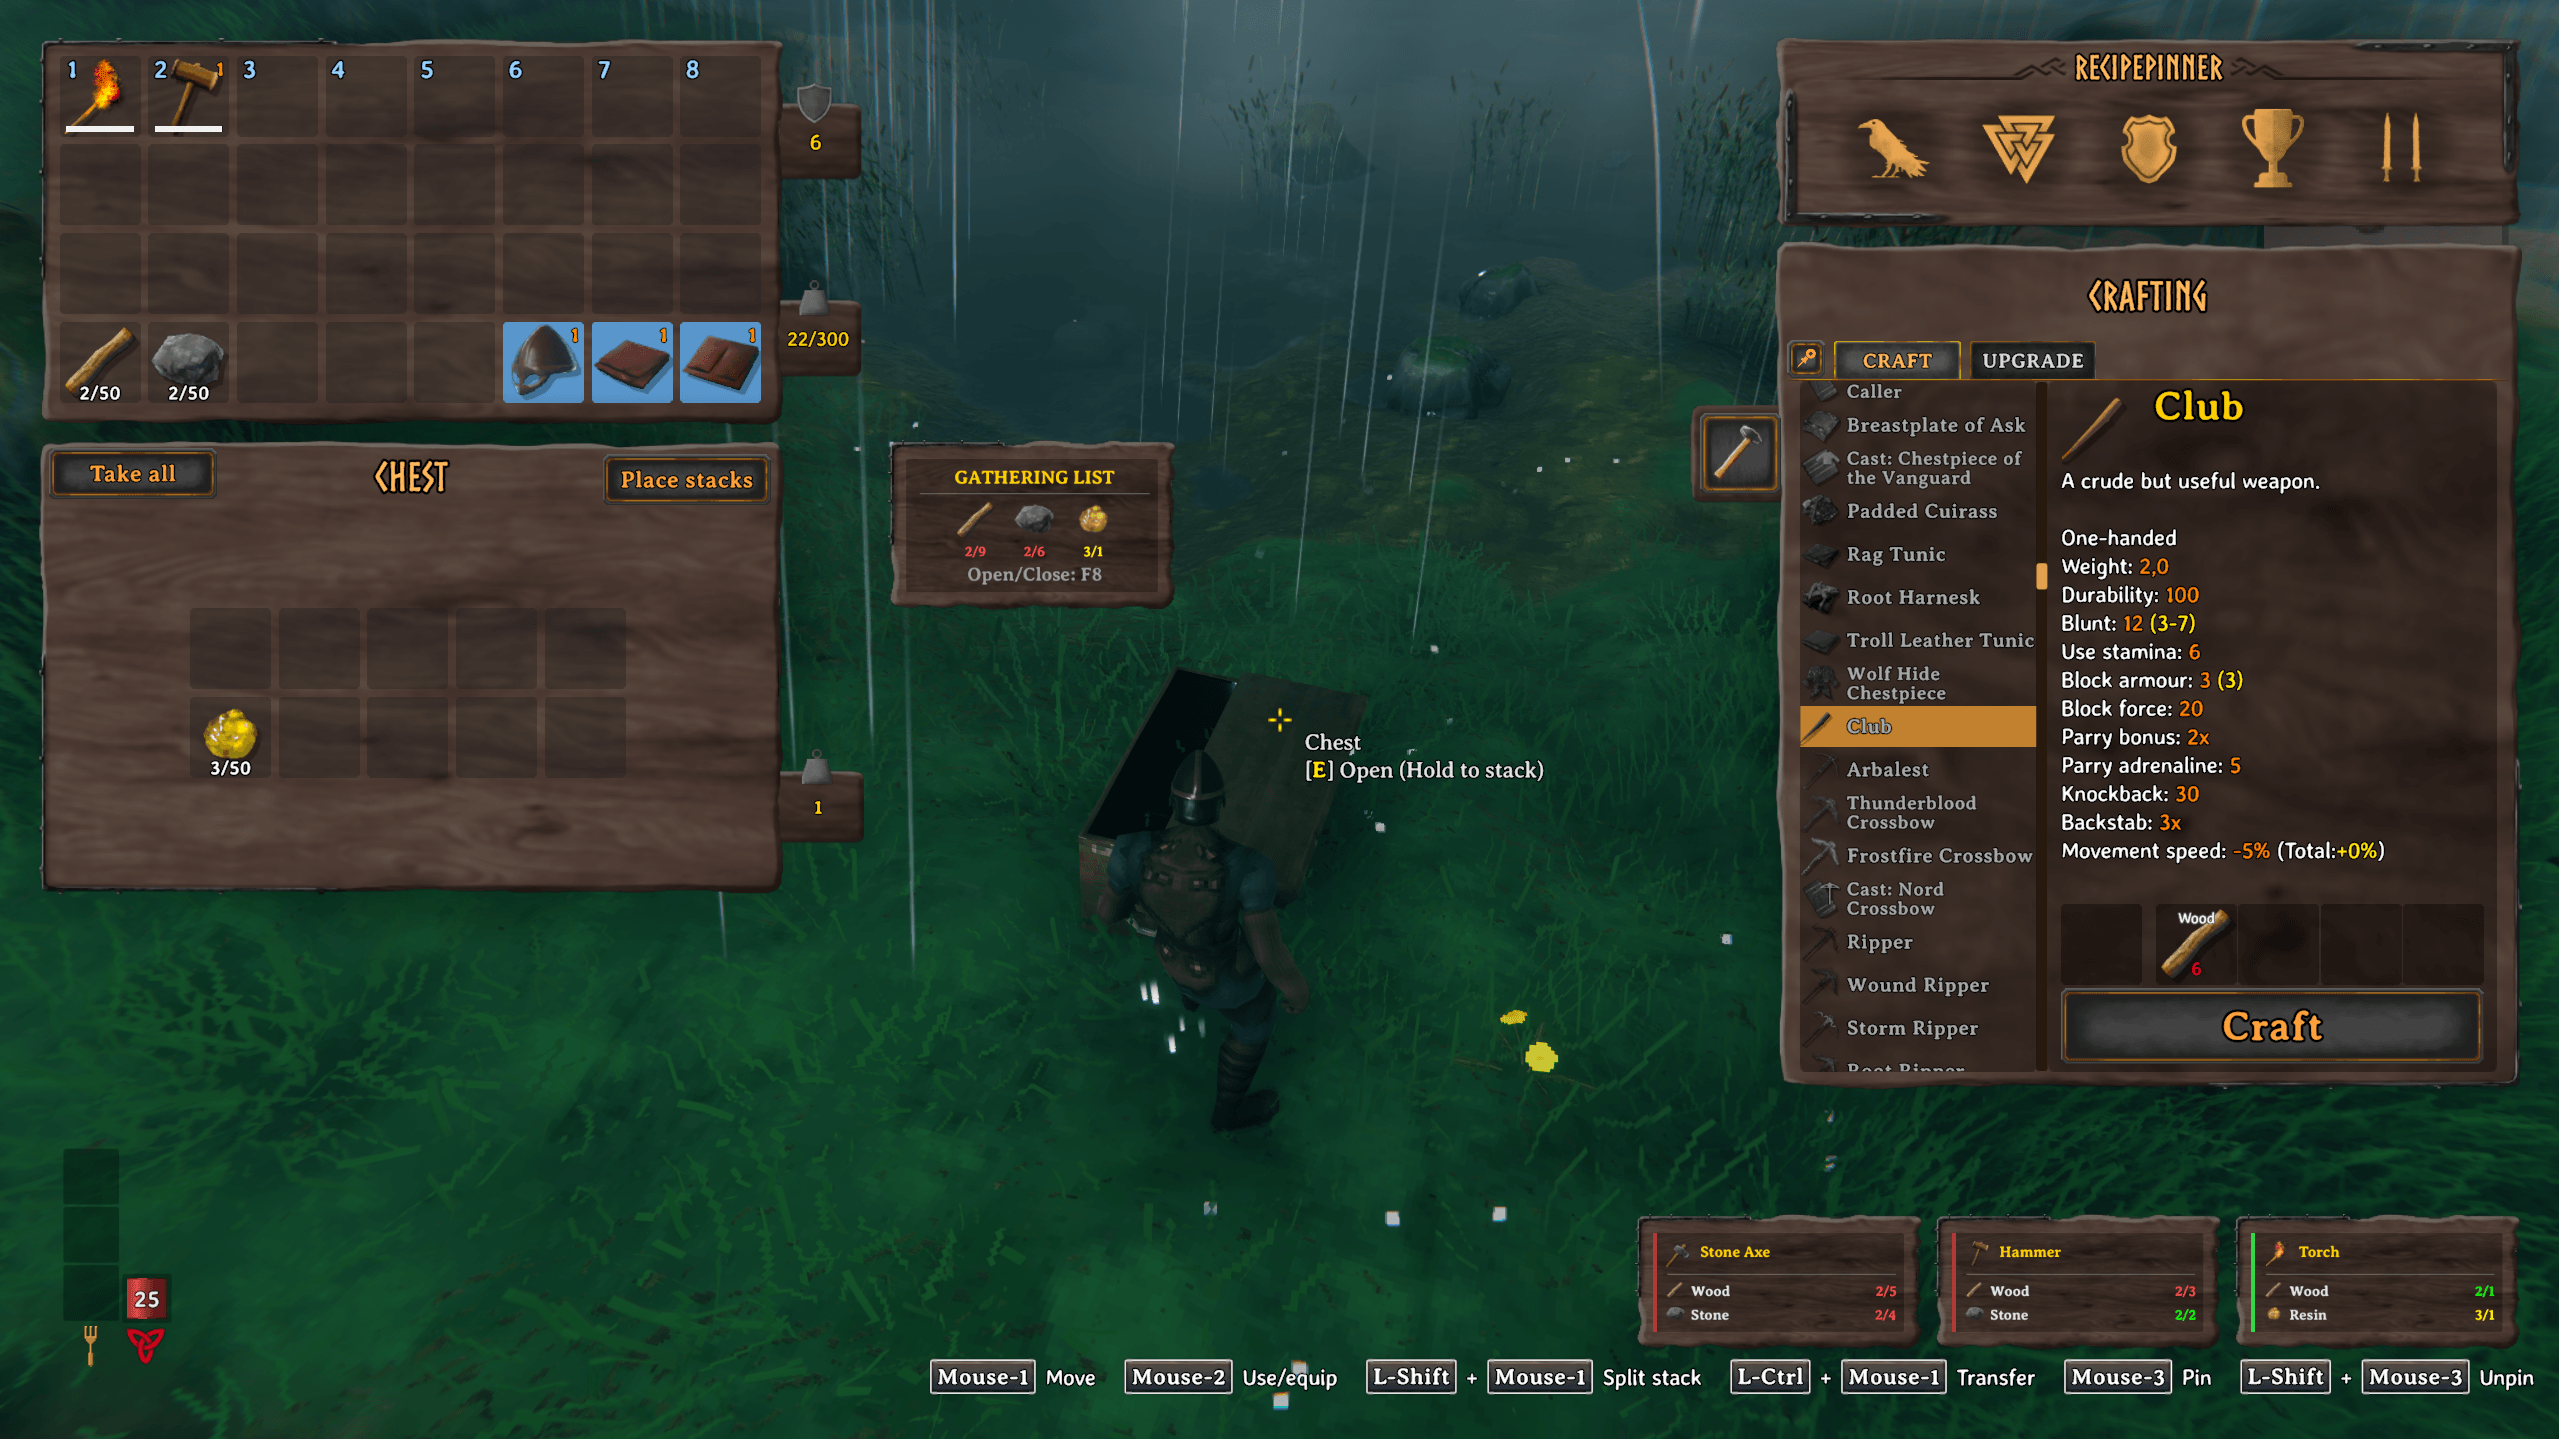 1
2
1
3
4
5
6
7
8
6
2/50
2/50
1
1
1
22/300
Take all
CHEST
Place stacks
3/50
1
GATHERING LIST
2/9
2/6
3/1
Open/Close: F8
Chest
[E] Open (Hold to stack)
RECIPEPINNER
CRAFTING
CRAFT
UPGRADE
Caller
Breastplate of Ask
Cast: Chestpiece of
the Vanguard
Padded Cuirass
Rag Tunic
Root Harnesk
Troll Leather Tunic
Wolf Hide
Chestpiece
Club
Arbalest
Thunderblood
Crossbow
Frostfire Crossbow
Cast: Nord
Crossbow
Ripper
Wound Ripper
Storm Ripper
Root Ripper
Club
A crude but useful weapon.
One-handed
Weight: 2,0
Durability: 100
Blunt: 12 (3-7)
Use stamina: 6
Block armour: 3 (3)
Block force: 20
Parry bonus: 2x
Parry adrenaline: 5
Knockback: 30
Backstab: 3x
Movement speed: -5% (Total:+0%)
Wood
6
Craft
25
Stone Axe
Wood 2/5
Stone 2/4
Hammer
Wood 2/3
Stone 2/2
Torch
Wood 2/1
Resin 3/1
Mouse-1 Move Mouse-2 Use/equip L-Shift + Mouse-1 Split stack L-Ctrl + Mouse-1 Transfer Mouse-3 Pin L-Shift + Mouse-3 Unpin